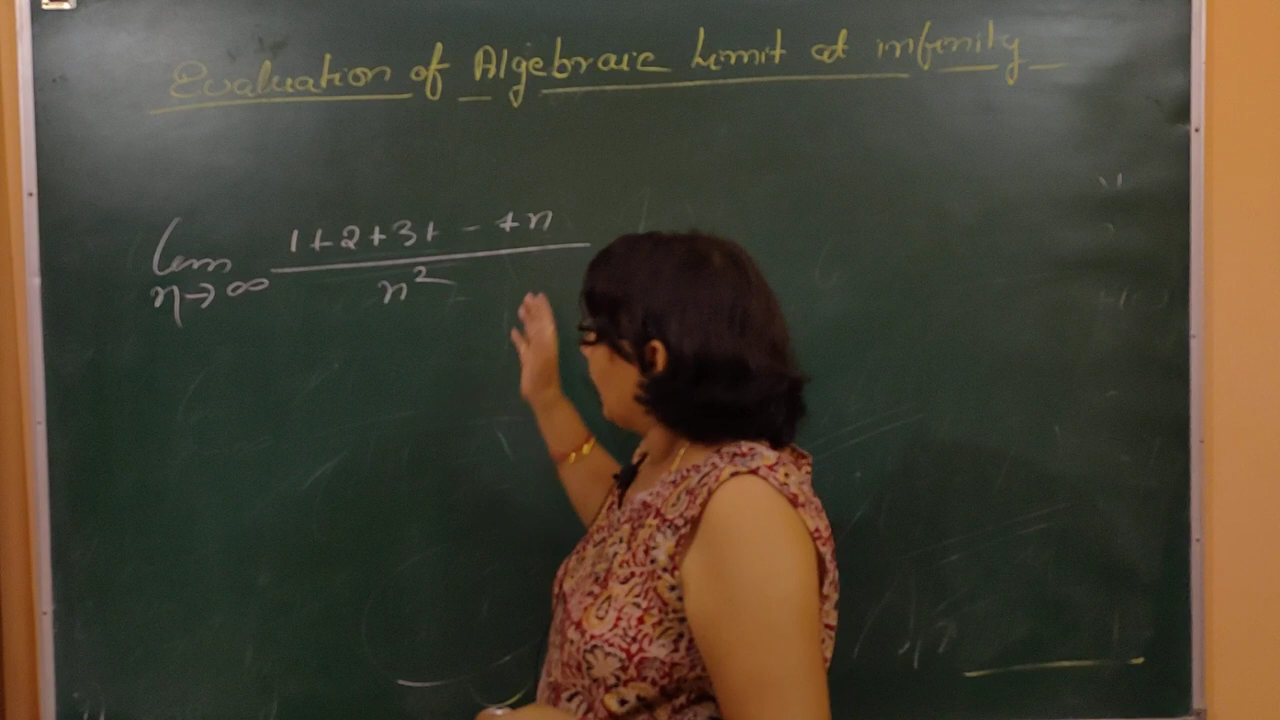 Evaluation of Algebraic Limit at infinity
lim 1+2+3+ - - +n
n→∞ n²